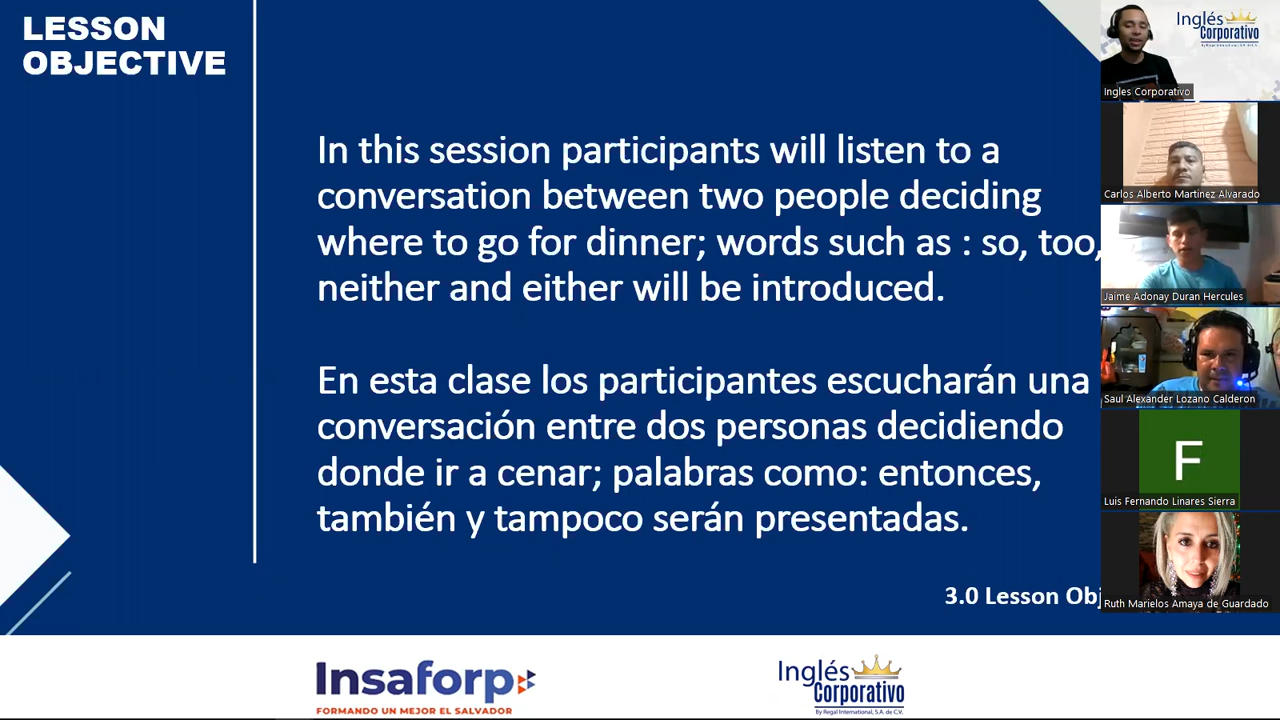 LESSON
OBJECTIVE
In this session participants will listen to a
conversation between two people deciding
where to go for dinner; words such as : so, too,
neither and either will be introduced.
En esta clase los participantes escucharán una
conversación entre dos personas decidiendo
donde ir a cenar; palabras como: entonces,
también y tampoco serán presentadas.
3.0 Lesson Obj
Insaforp
FORMANDO UN MEJOR EL SALVADOR
Inglés
Corporativo
By Regal International, S.A. de C.V.
Inglés
Corporativo
By Regal International, S.A. de C.V.
Ingles Corporativo
Carlos Alberto Martinez Alvarado
Jaime Adonay Duran Hercules
Saul Alexander Lozano Calderon
F
Luis Fernando Linares Sierra
Ruth Marielos Amaya de Guardado